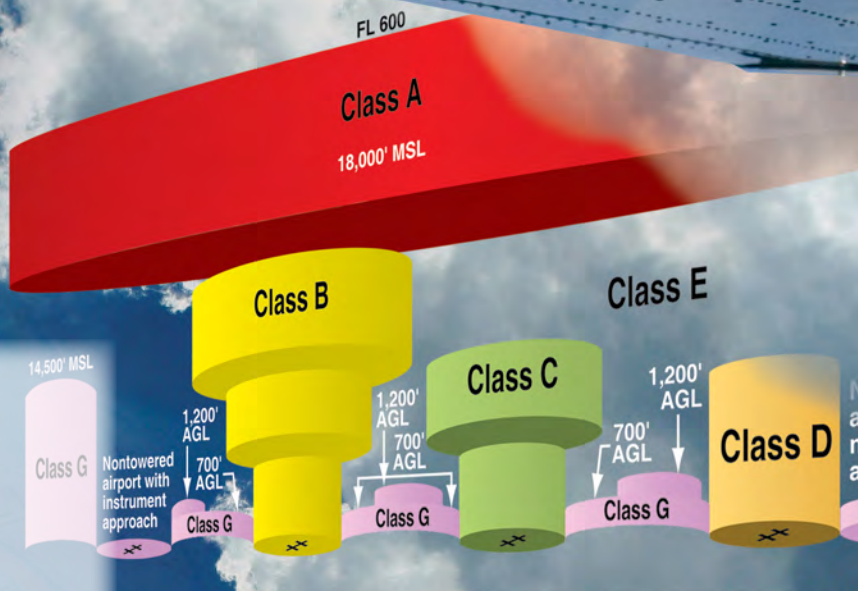 FL 600
Class A
18,000' MSL
Class B
Class E
14,500' MSL
Class G
Nontowered
airport with
instrument
approach
1,200'
AGL
700'
AGL
Class G
1,200'
AGL
700'
AGL
Class G
Class C
700'
AGL
1,200'
AGL
Class G
Class D